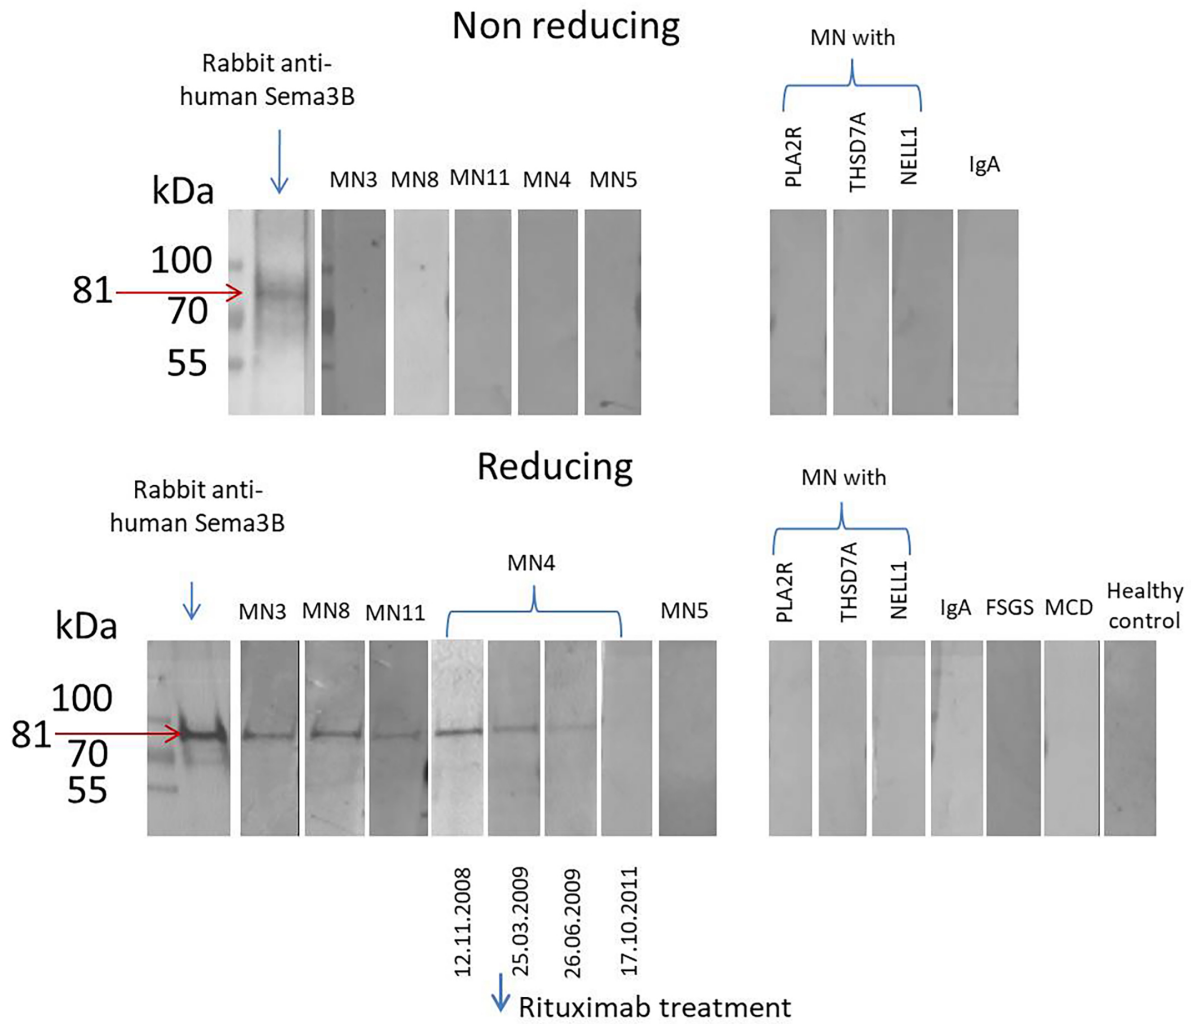 Non reducing
MN with
Rabbit anti-
human Sema3B
PLA2R
THSD7A
NELL1
IgA
kDa
MN3 MN8 MN11 MN4 MN5
100
81
70
55
Reducing
MN with
Rabbit anti-
human Sema3B
MN4
PLA2R
THSD7A
NELL1
IgA FSGS MCD
Healthy
control
kDa
MN3 MN8 MN11
MN5
100
81
70
55
12.11.2008
25.03.2009
26.06.2009
17.10.2011
Rituximab treatment